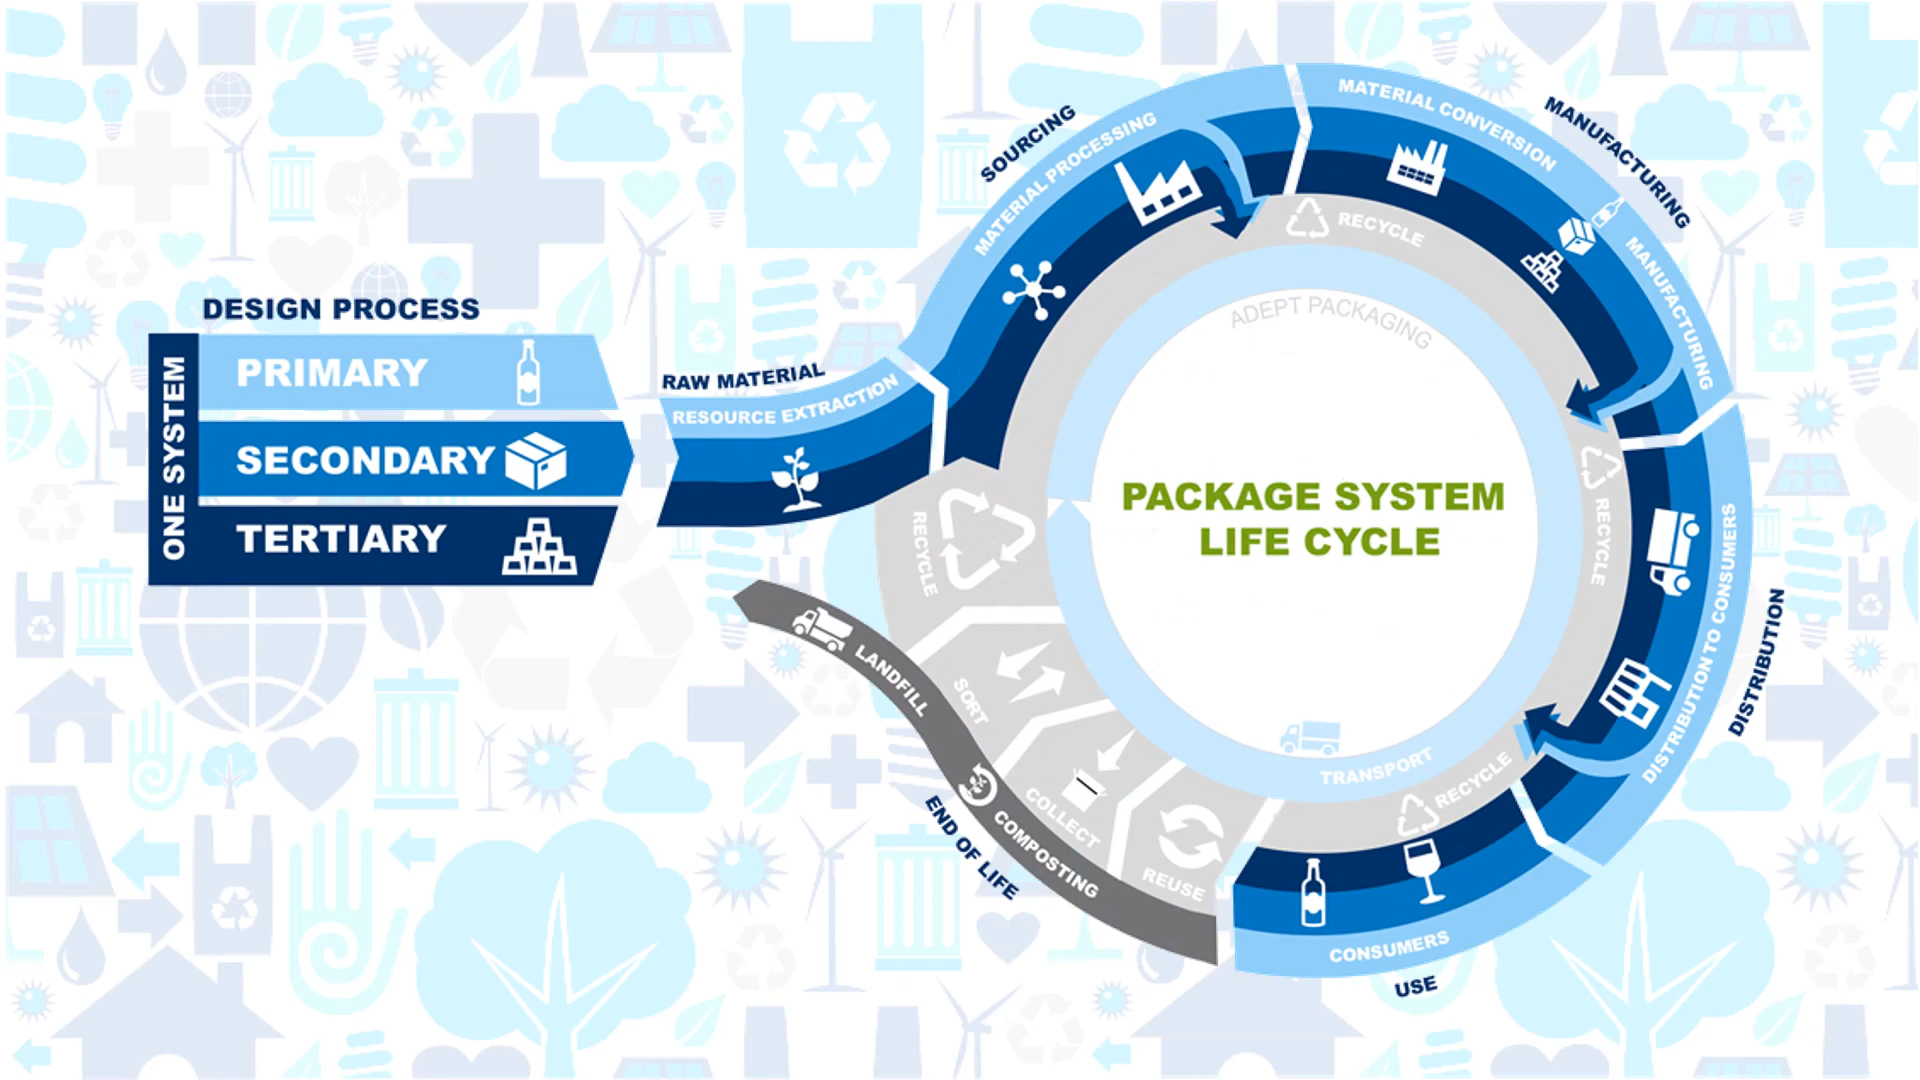 DESIGN PROCESS
ONE SYSTEM
PRIMARY
SECONDARY
TERTIARY
RAW MATERIAL
RESOURCE EXTRACTION
SOURCING
MATERIAL PROCESSING
MATERIAL CONVERSION
MANUFACTURING
MANUFACTURING
RECYCLE
ADEPT PACKAGING
PACKAGE SYSTEM
LIFE CYCLE
RECYCLE
DISTRIBUTION TO CONSUMERS
DISTRIBUTION
RECYCLE
TRANSPORT
CONSUMERS
USE
REUSE
COLLECT
SORT
RECYCLE
COMPOSTING
LANDFILL
END OF LIFE